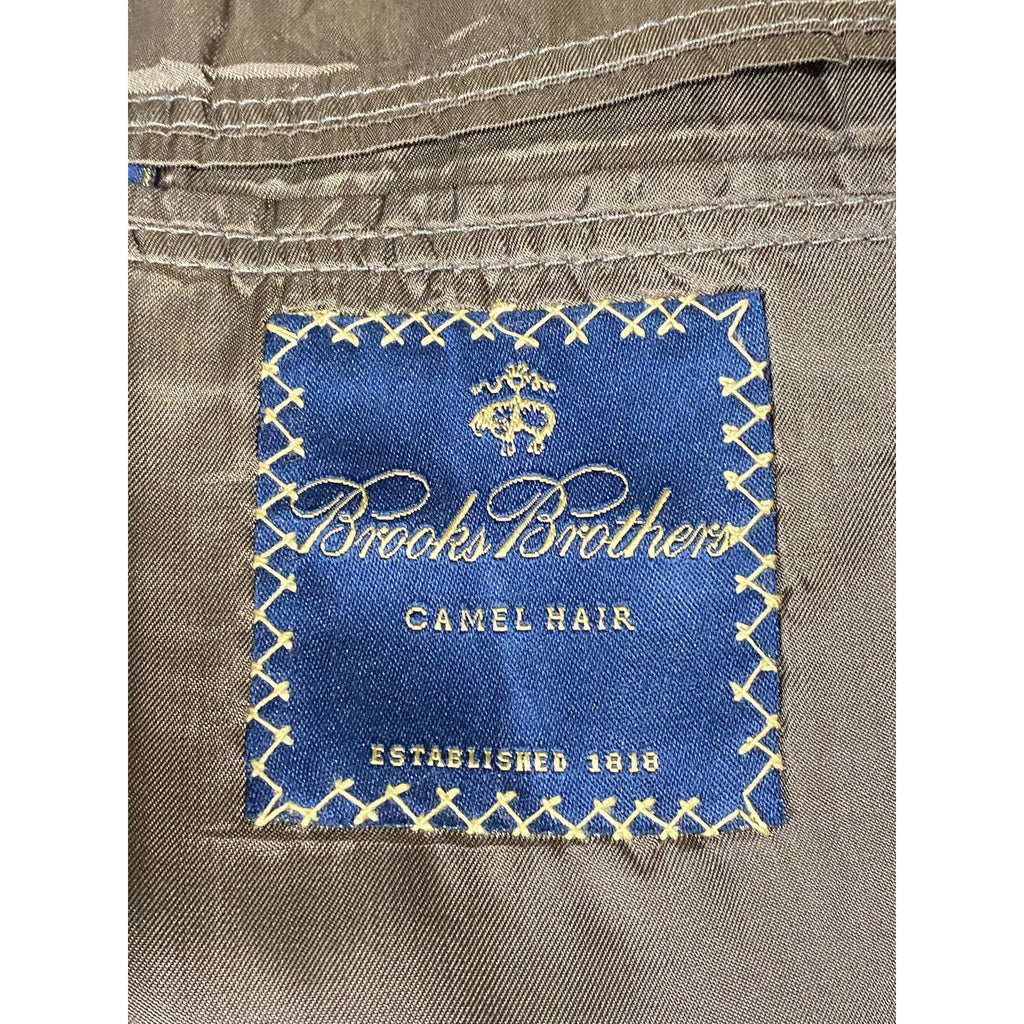 Brooks Brothers
CAMEL HAIR
ESTABLISHED 1818